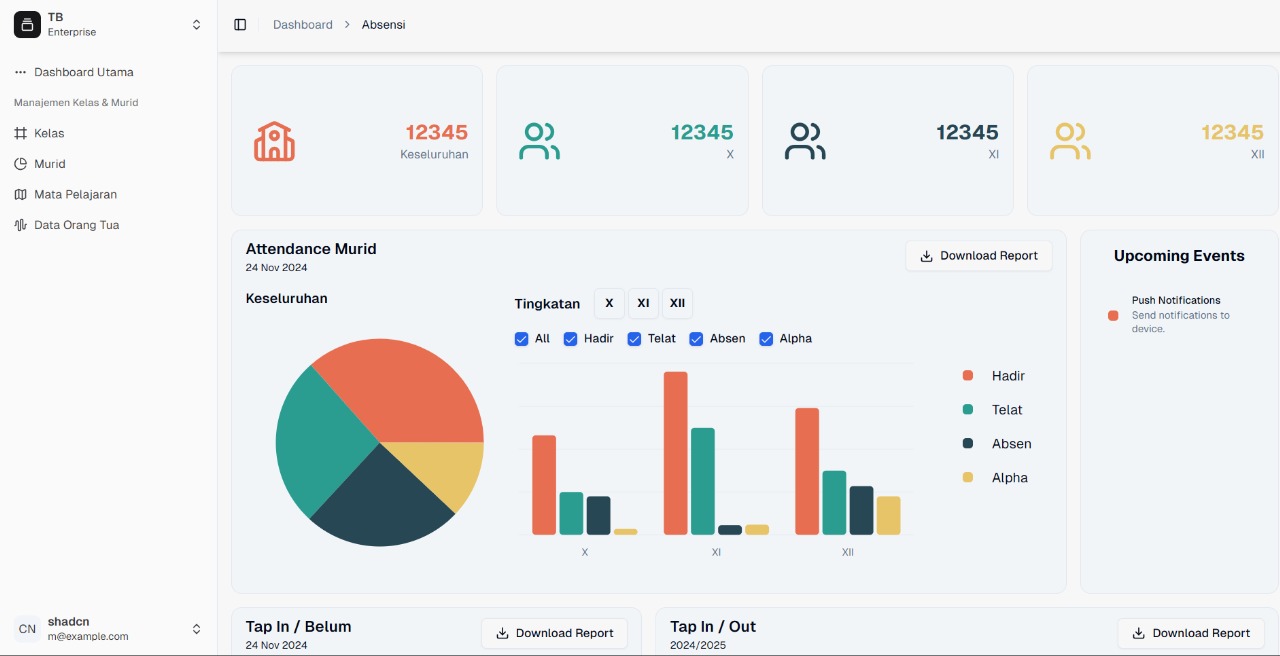 TB
Enterprise
Dashboard Utama
Manajemen Kelas & Murid
Kelas
Murid
Mata Pelajaran
Data Orang Tua
CN
shadcn
m@example.com
Dashboard
Absensi
12345
Keseluruhan
12345
X
12345
XI
12345
XII
Attendance Murid
24 Nov 2024
Download Report
Keseluruhan
Tingkatan X XI XII
All Hadir Telat Absen Alpha
X XI XII
Hadir
Telat
Absen
Alpha
Upcoming Events
Push Notifications
Send notifications to
device.
Tap In / Belum
24 Nov 2024
Download Report
Tap In / Out
2024/2025
Download Report